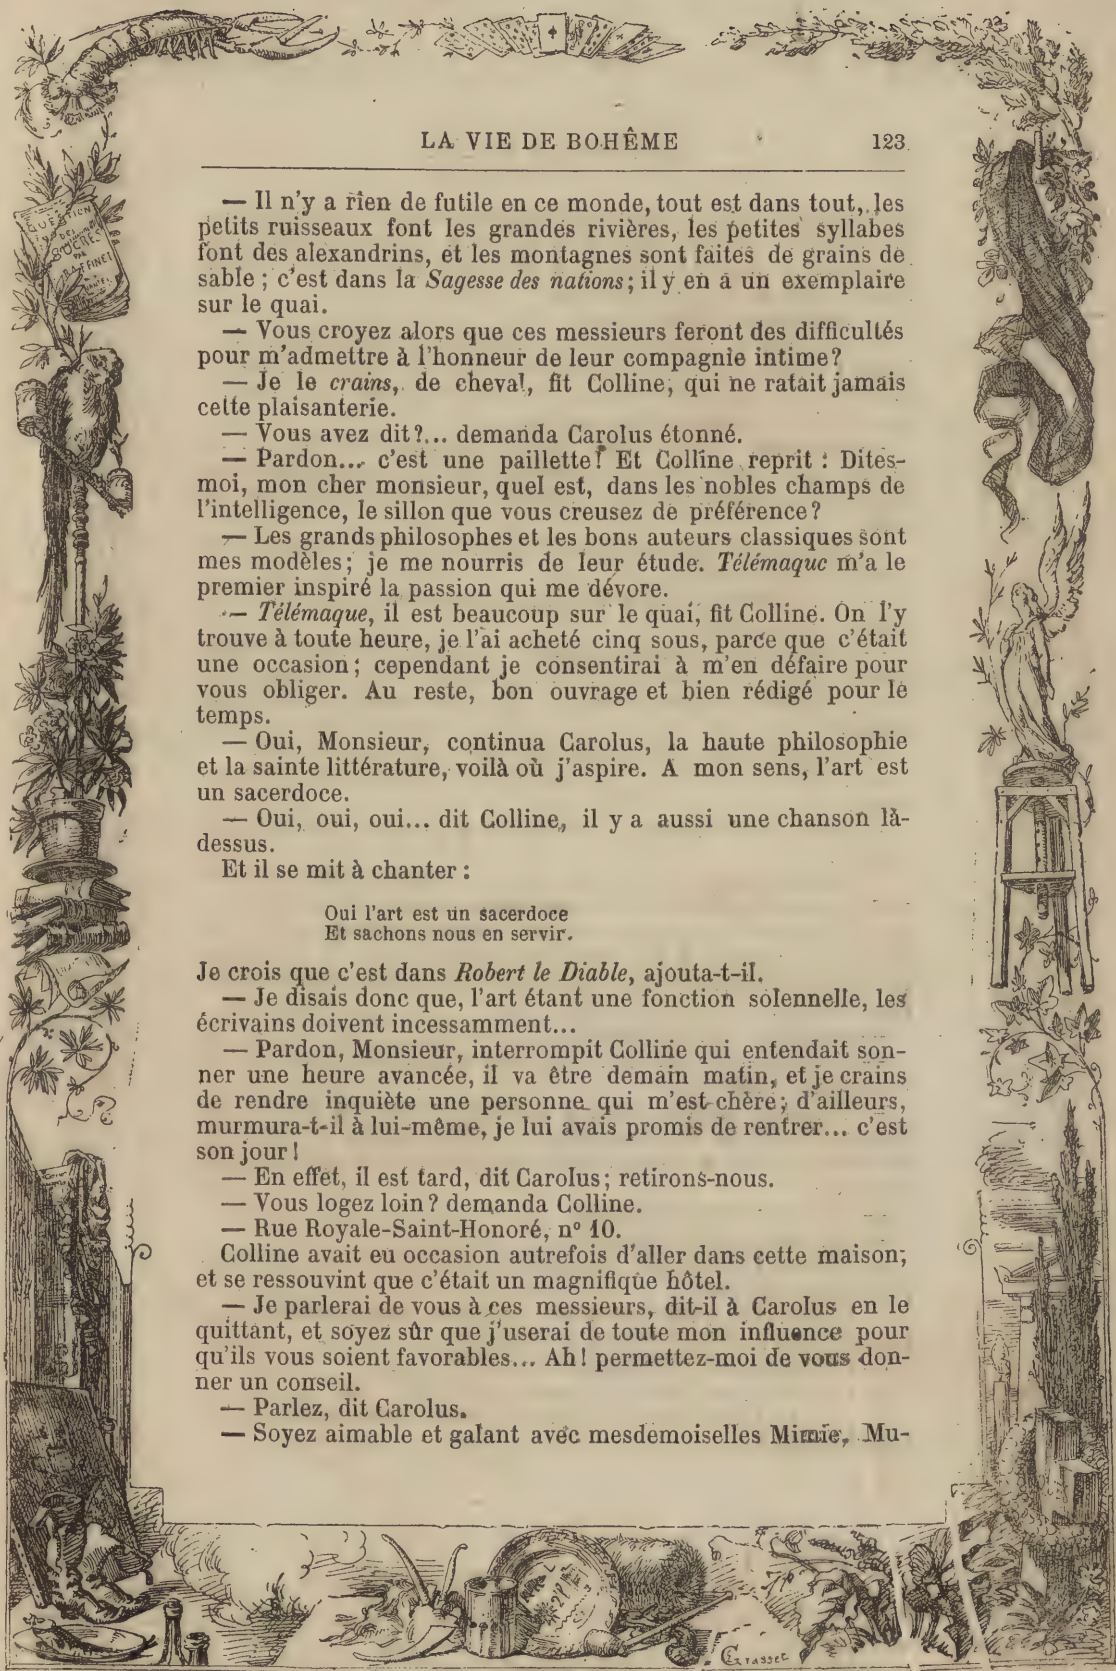 LA VIE DE BOHÊME 123
— Il n'y a rien de futile en ce monde, tout est dans tout, les
petits ruisseaux font les grandes rivières, les petites syllabes
font des alexandrins, et les montagnes sont faites de grains de
sable ; c'est dans la Sagesse des nations ; il y en a un exemplaire
sur le quai.
— Vous croyez alors que ces messieurs feront des difficultés
pour m'admettre à l'honneur de leur compagnie intime?
— Je le crains, de cheval, fit Colline, qui ne ratait jamais
cette plaisanterie.
— Vous avez dit?... demanda Carolus étonné.
— Pardon... c'est une paillette! Et Colline reprit : Dites-
moi, mon cher monsieur, quel est, dans les nobles champs de
l'intelligence, le sillon que vous creusez de préférence?
— Les grands philosophes et les bons auteurs classiques sont
mes modèles; je me nourris de leur étude. Télémaque m'a le
premier inspiré la passion qui me dévore.
— Télémaque, il est beaucoup sur le quai, fit Colline. On l'y
trouve à toute heure, je l'ai acheté cinq sous, parce que c'était
une occasion; cependant je consentirai à m'en défaire pour
vous obliger. Au reste, bon ouvrage et bien rédigé pour le
temps.
— Oui, Monsieur, continua Carolus, la haute philosophie
et la sainte littérature, voilà où j'aspire. A mon sens, l'art est
un sacerdoce.
— Oui, oui, oui... dit Colline, il y a aussi une chanson là-
dessus.
Et il se mit à chanter :
Oui l'art est un sacerdoce
Et sachons nous en servir.
Je crois que c'est dans Robert le Diable, ajouta-t-il.
— Je disais donc que, l'art étant une fonction solennelle, les
écrivains doivent incessamment...
— Pardon, Monsieur, interrompit Colline qui entendait son-
ner une heure avancée, il va être demain matin, et je crains
de rendre inquiète une personne qui m'est chère; d'ailleurs,
murmura-t-il à lui-même, je lui avais promis de rentrer... c'est
son jour !
— En effet, il est tard, dit Carolus; retirons-nous.
— Vous logez loin? demanda Colline.
— Rue Royale-Saint-Honoré, n° 10.
Colline avait eu occasion autrefois d'aller dans cette maison,
et se ressouvint que c'était un magnifique hôtel.
— Je parlerai de vous à ces messieurs, dit-il à Carolus en le
quittant, et soyez sûr que j'userai de toute mon influence pour
qu'ils vous soient favorables... Ah! permettez-moi de vous don-
ner un conseil.
— Parlez, dit Carolus.
— Soyez aimable et galant avec mesdemoiselles Mimie, Mu-
QUESTION
DES
SUCRES
PAR
RAFFINEI
Grasset